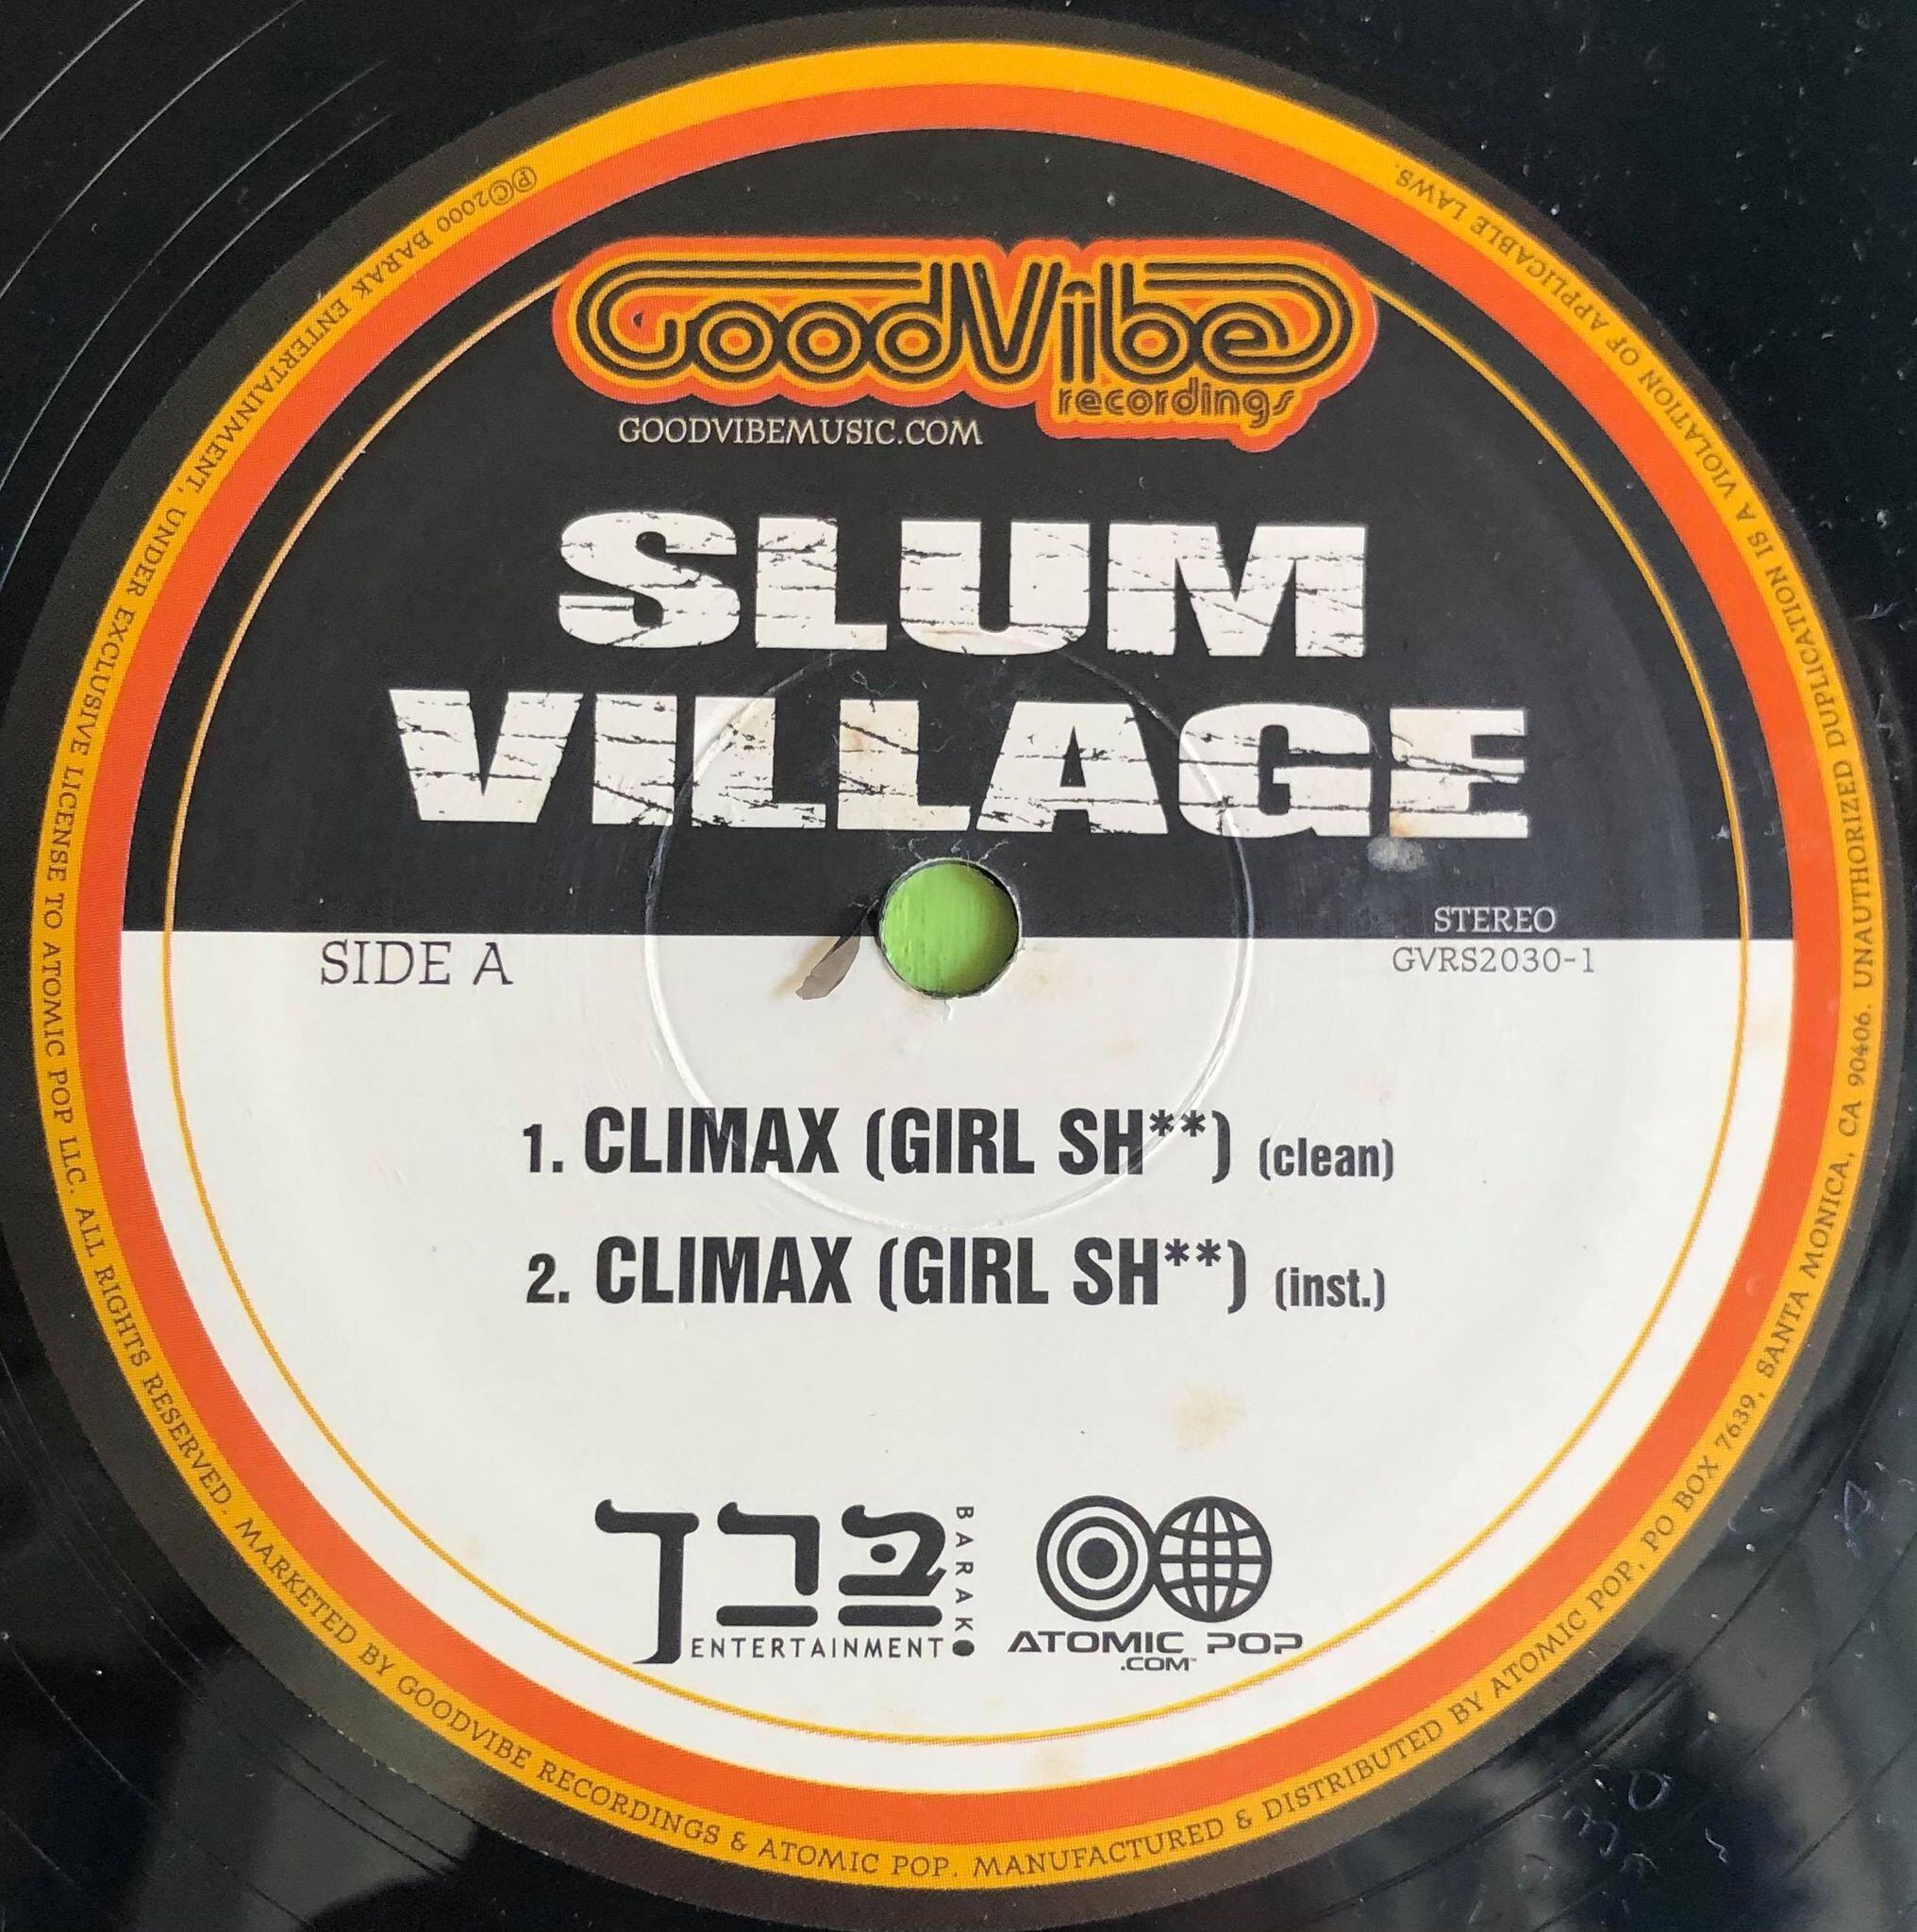 GoodVibe
recordings
GOODVIBEMUSIC.COM
SLUM
VILLAGE
STEREO
SIDE A
GVRS2030-1
1. CLIMAX (GIRL SH**) (clean)
2. CLIMAX (GIRL SH**) (inst.)
ברך
BARAK
ENTERTAINMENT
ATOMIC POP
.COM™
℗©2000 BARAK ENTERTAINMENT, UNDER EXCLUSIVE LICENSE TO ATOMIC POP LLC. ALL RIGHTS RESERVED. MARKETED BY GOODVIBE RECORDINGS & ATOMIC POP. MANUFACTURED & DISTRIBUTED BY ATOMIC POP, PO BOX 7639, SANTA MONICA, CA 90406. UNAUTHORIZED DUPLICATION IS A VIOLATION OF APPLICABLE LAWS.